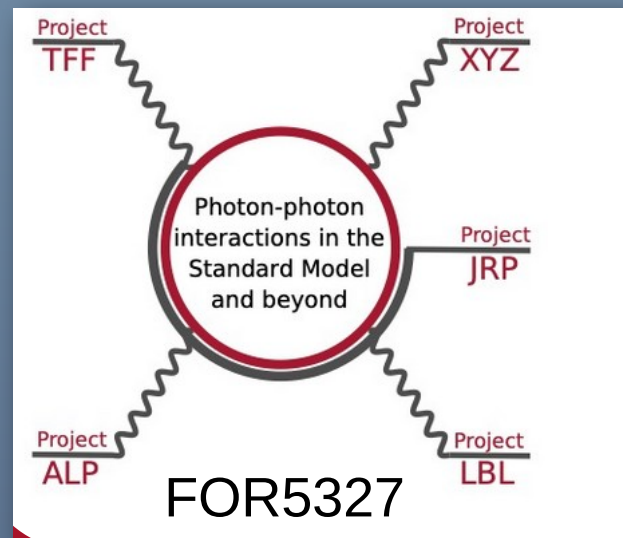 Project
TFF
Project
XYZ
Photon-photon
interactions in the
Standard Model
and beyond
Project
JRP
Project
ALP
Project
LBL
FOR5327